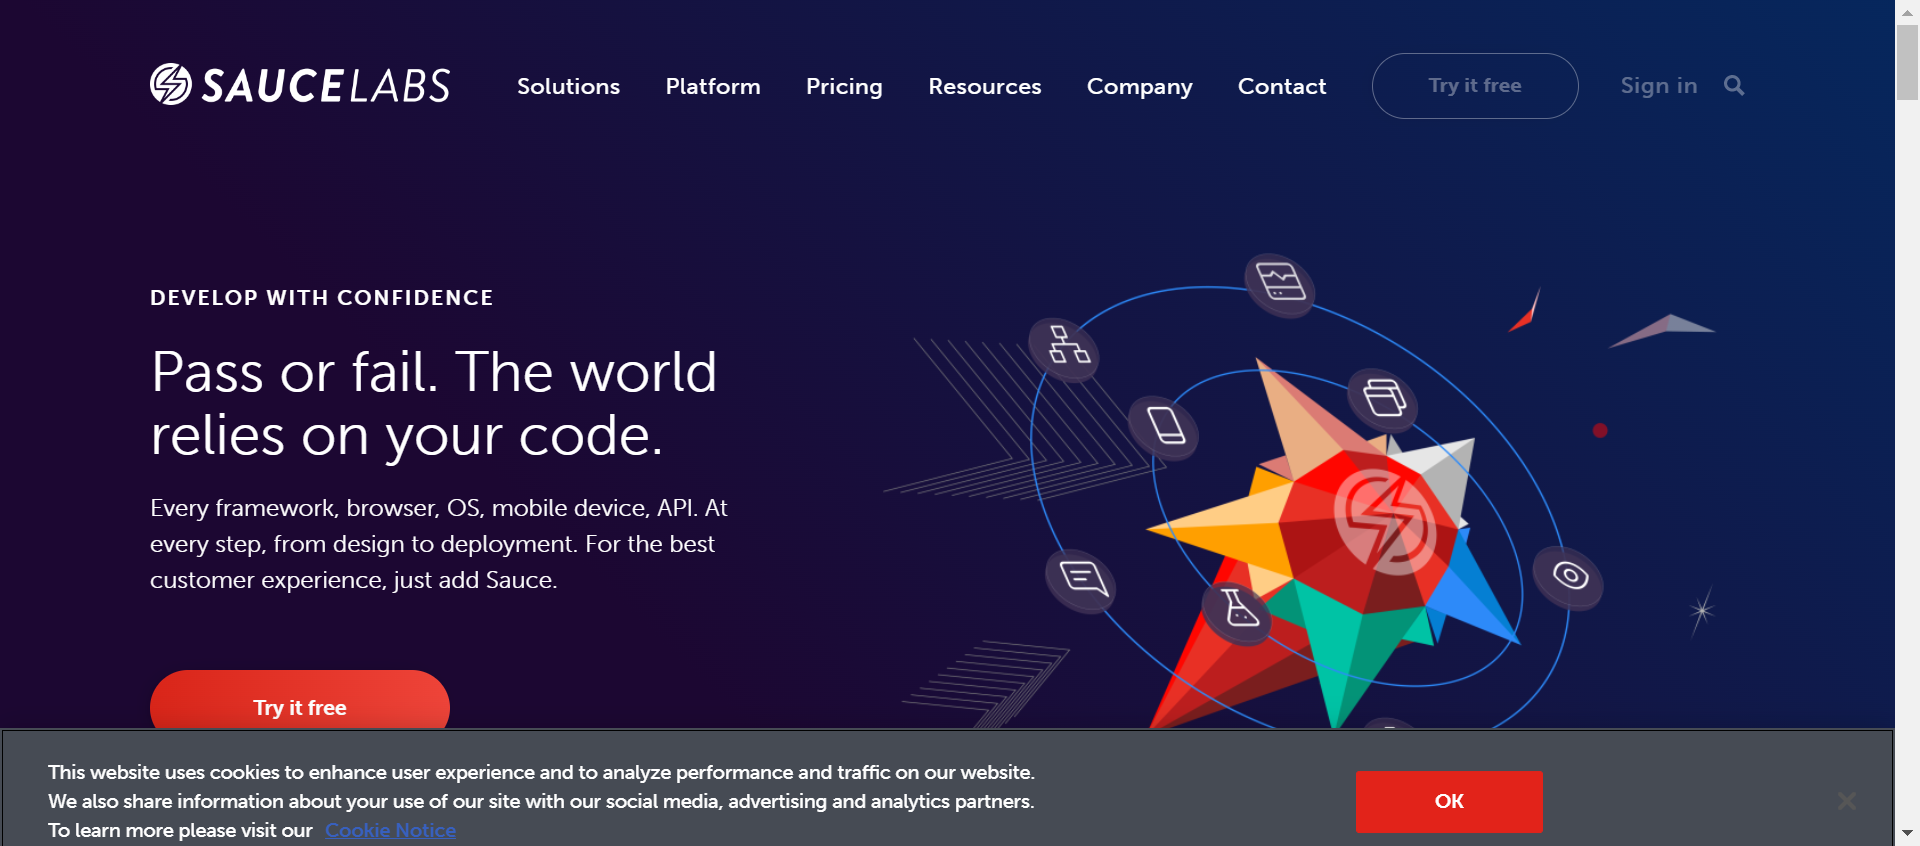 SAUCELABS
Solutions
Platform
Pricing
Resources
Company
Contact
Try it free
Sign in
DEVELOP WITH CONFIDENCE
Pass or fail. The world
relies on your code.
Every framework, browser, OS, mobile device, API. At
every step, from design to deployment. For the best
customer experience, just add Sauce.
Try it free
This website uses cookies to enhance user experience and to analyze performance and traffic on our website.
We also share information about your use of our site with our social media, advertising and analytics partners.
To learn more please visit our Cookie Notice
OK